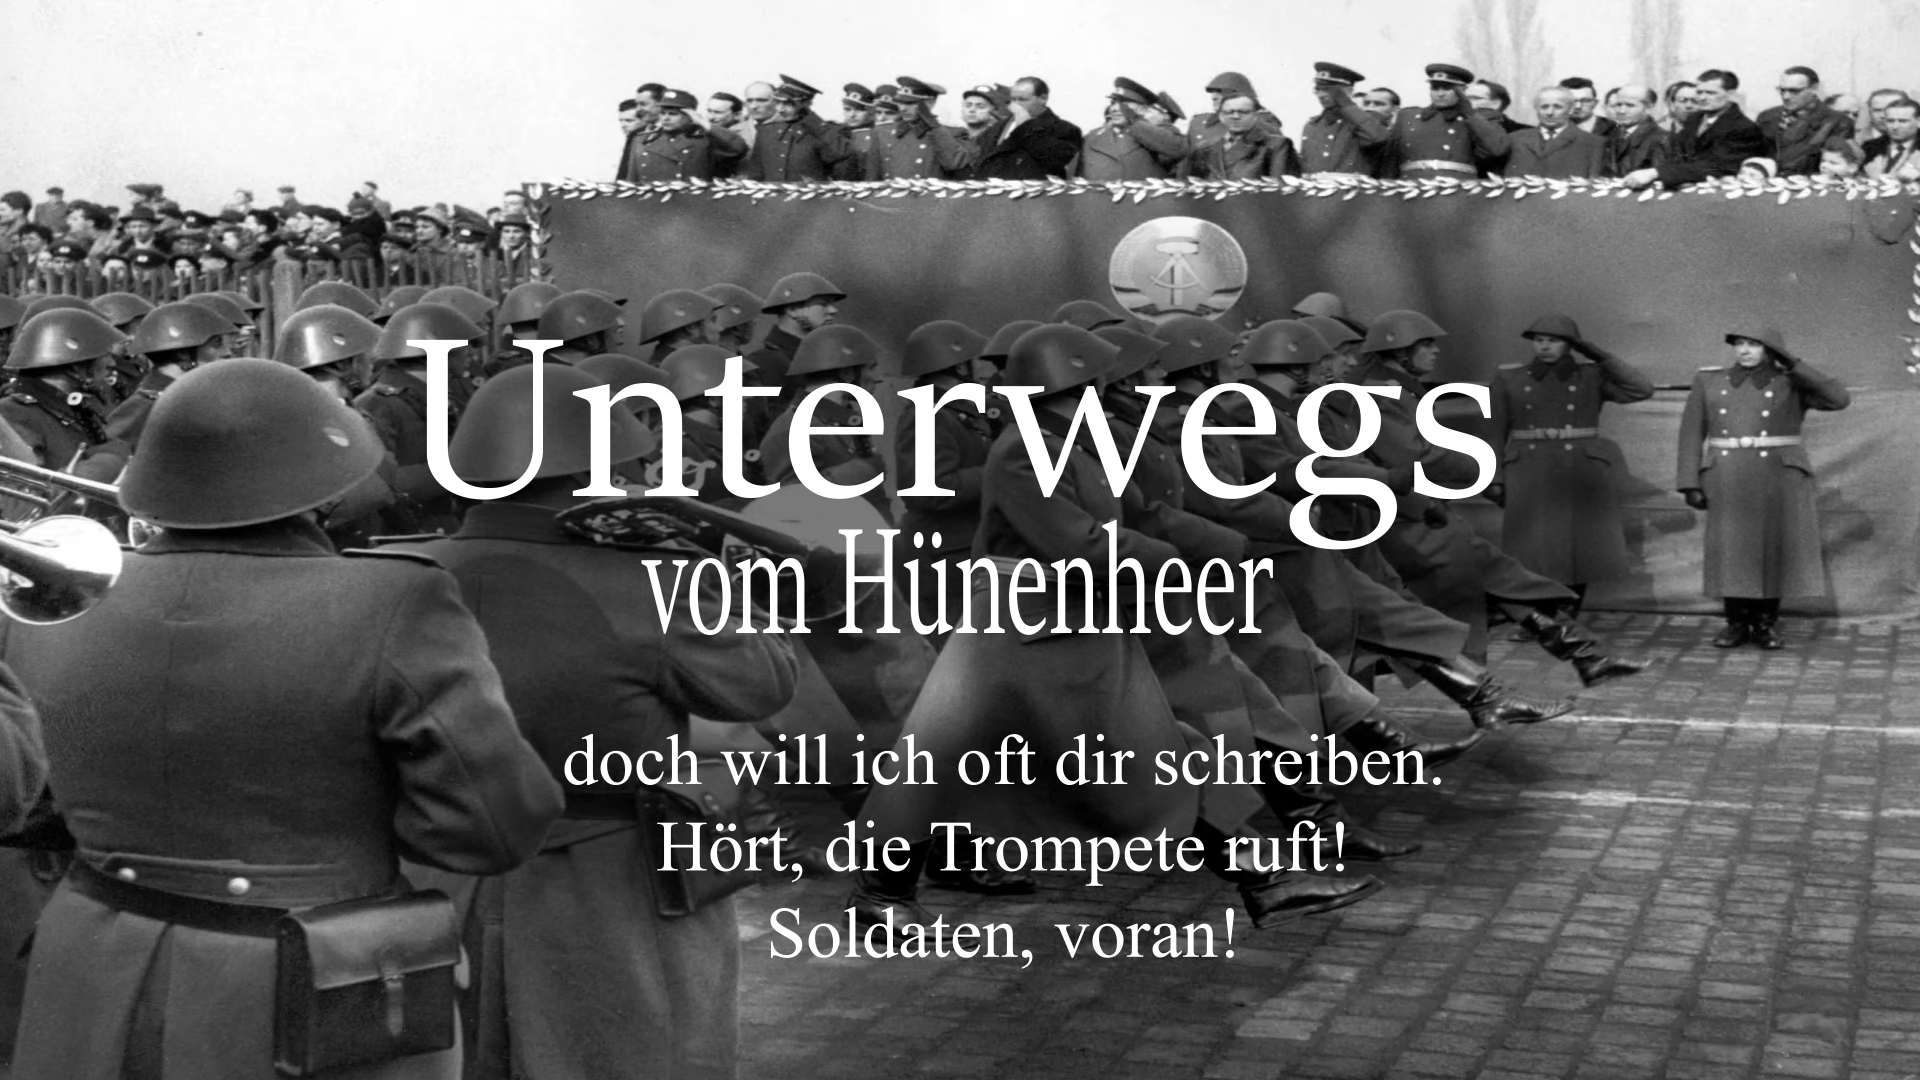 Unterwegs
vom Hünenheer
doch will ich oft dir schreiben.
Hört, die Trompete ruft!
Soldaten, voran!